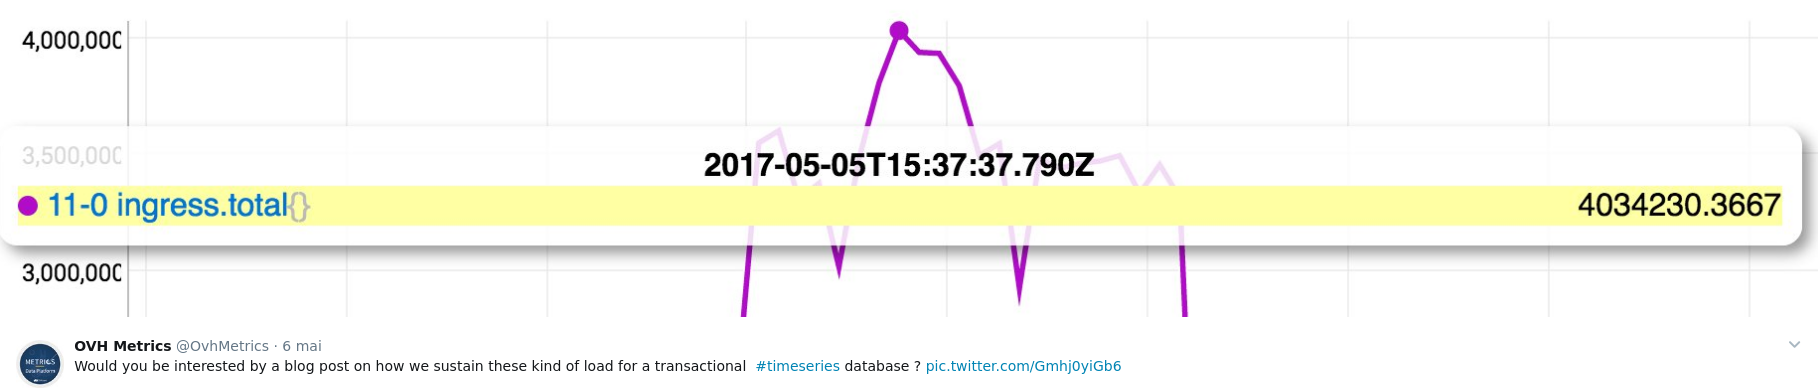 4,000,000
3,500,000
2017-05-05T15:37:37.790Z
11-0 ingress.total{} 4034230.3667
3,000,000
OVH Metrics @OvhMetrics · 6 mai
Would you be interested by a blog post on how we sustain these kind of load for a transactional #timeseries database ? pic.twitter.com/Gmhj0yiGb6
METRICS
Data Platform